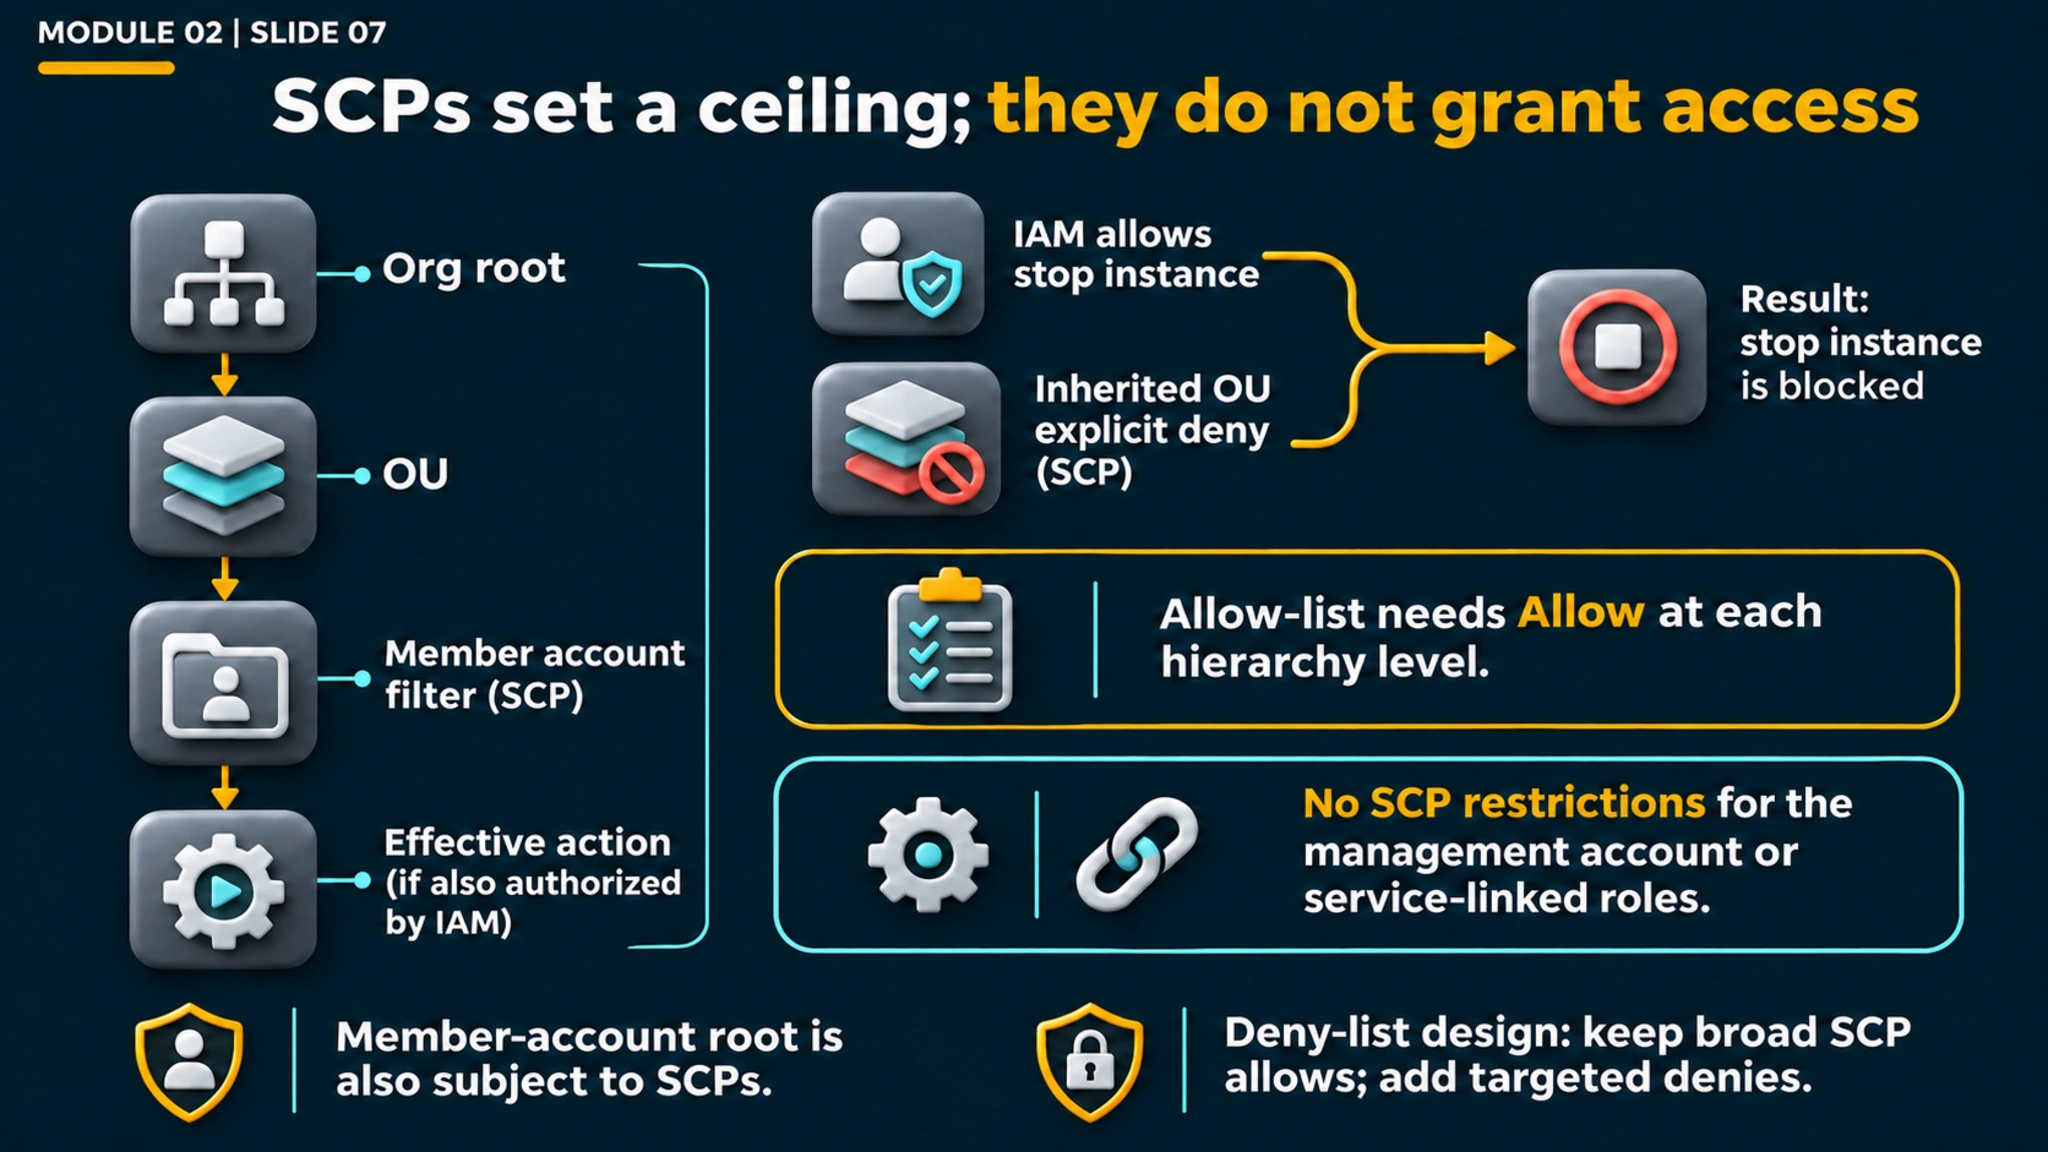 MODULE 02 | SLIDE 07
SCPs set a ceiling; they do not grant access
Org root
OU
Member account
filter (SCP)
Effective action
(if also authorized
by IAM)
IAM allows
stop instance
Inherited OU
explicit deny
(SCP)
Result:
stop instance
is blocked
Allow-list needs Allow at each
hierarchy level.
No SCP restrictions for the
management account or
service-linked roles.
Member-account root is
also subject to SCPs.
Deny-list design: keep broad SCP
allows; add targeted denies.